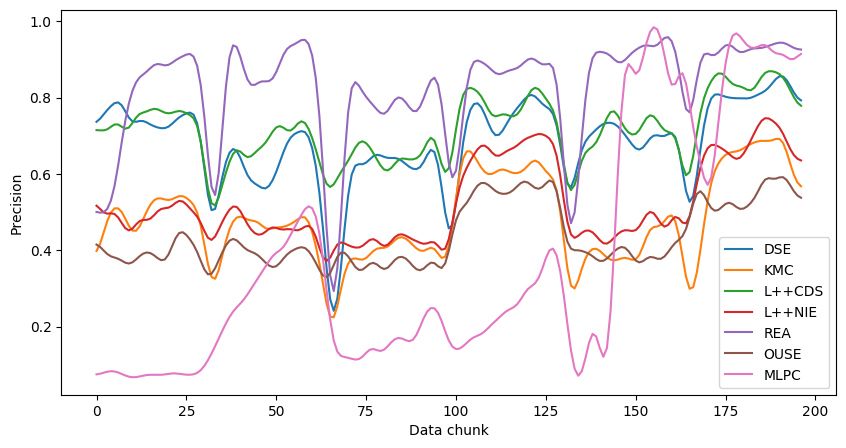 1.0
0.8
0.6
0.4
0.2
Precision
0
25
50
75
100
125
150
175
200
Data chunk
DSE
KMC
L++CDS
L++NIE
REA
OUSE
MLPC